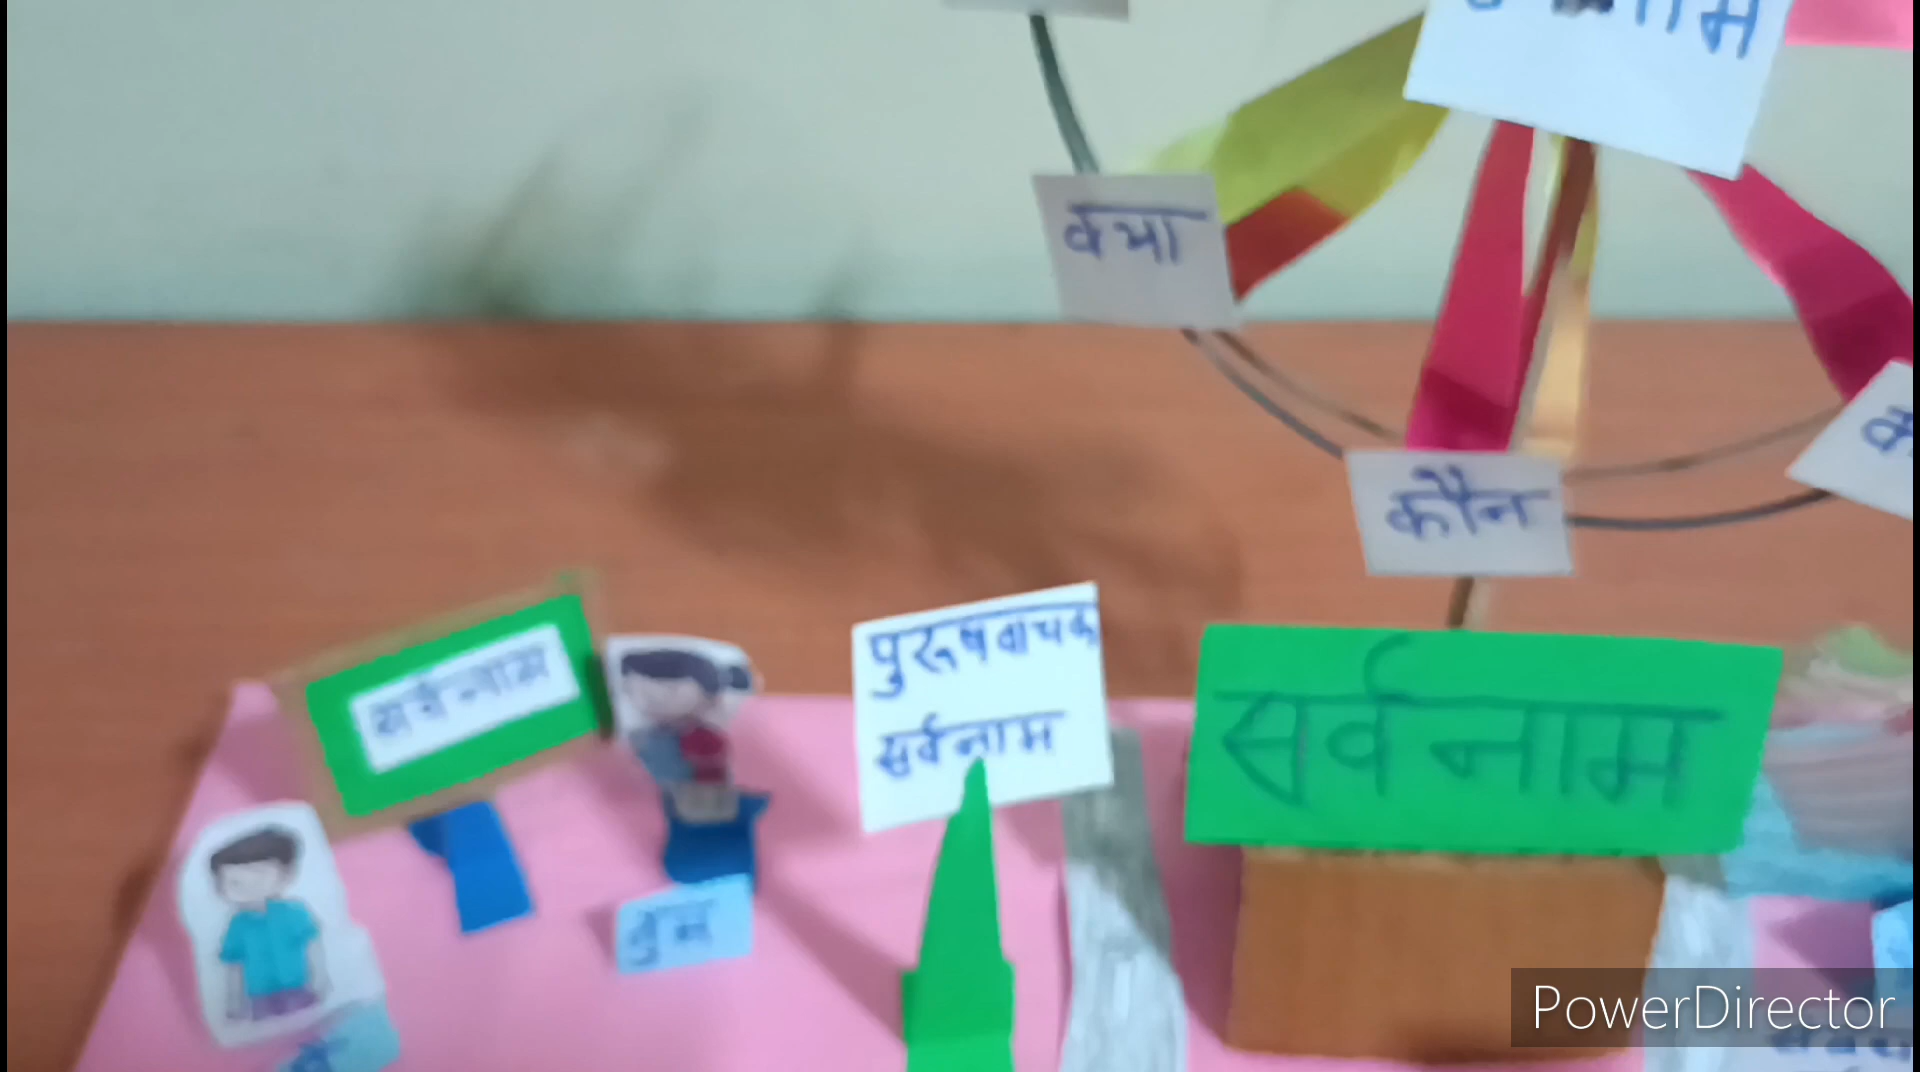 क्या
कौन
सर्वनाम
पुरूषवाचक
सर्वनाम
सर्वनाम
तुम
PowerDirector